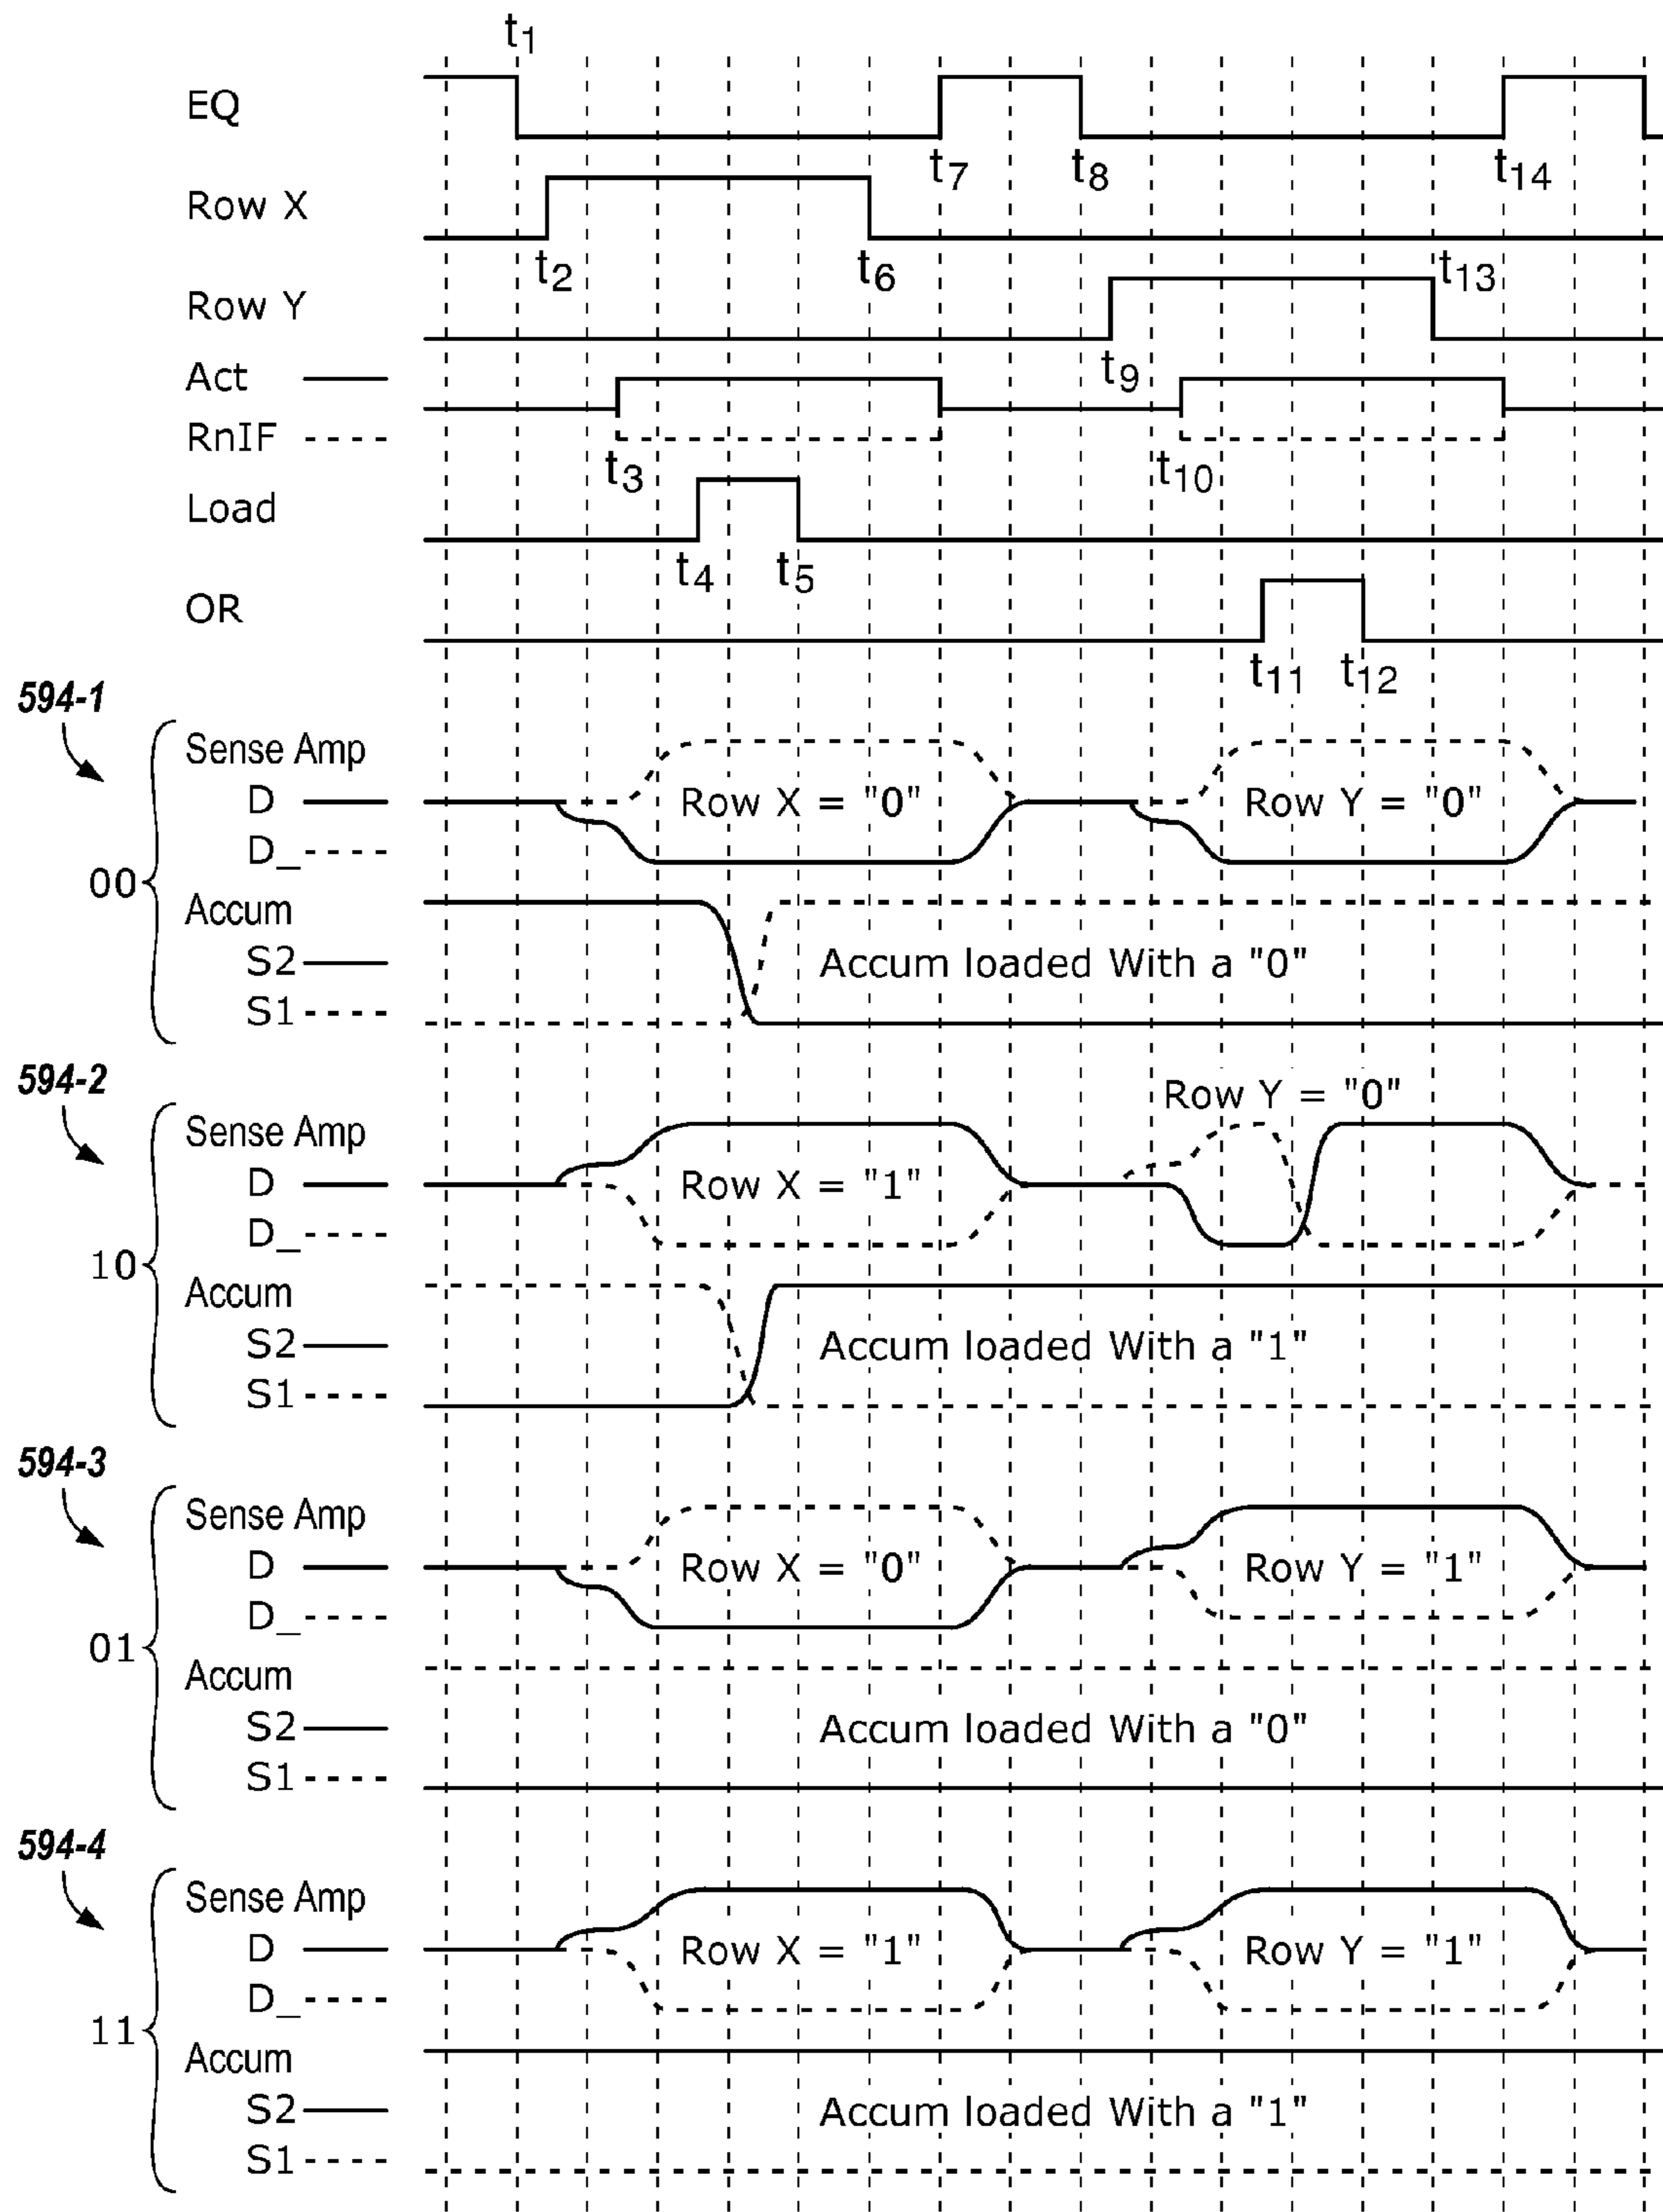 t1
EQ
t7 t8 t14
Row X
t2 t6 t13
Row Y
t9
Act
RnIF
t3 t10
Load
t4 t5
OR
t11 t12
594-1
Sense Amp
D Row X = "0" Row Y = "0"
D_
00
Accum
S2 Accum loaded With a "0"
S1
594-2
Row Y = "0"
Sense Amp
D Row X = "1"
D_
10
Accum
S2 Accum loaded With a "1"
S1
594-3
Sense Amp
D Row X = "0" Row Y = "1"
D_
01
Accum
S2 Accum loaded With a "0"
S1
594-4
Sense Amp
D Row X = "1" Row Y = "1"
D_
11
Accum
S2 Accum loaded With a "1"
S1